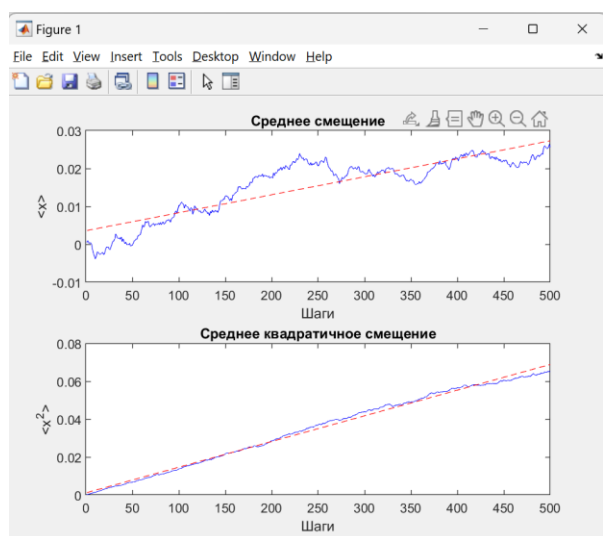 Figure 1
File Edit View Insert Tools Desktop Window Help
Среднее смещение
0.03
0.02
0.01
0
-0.01
<x>
0 50 100 150 200 250 300 350 400 450 500
Шаги
Среднее квадратичное смещение
0.08
0.06
0.04
0.02
0
<x²>
0 50 100 150 200 250 300 350 400 450 500
Шаги